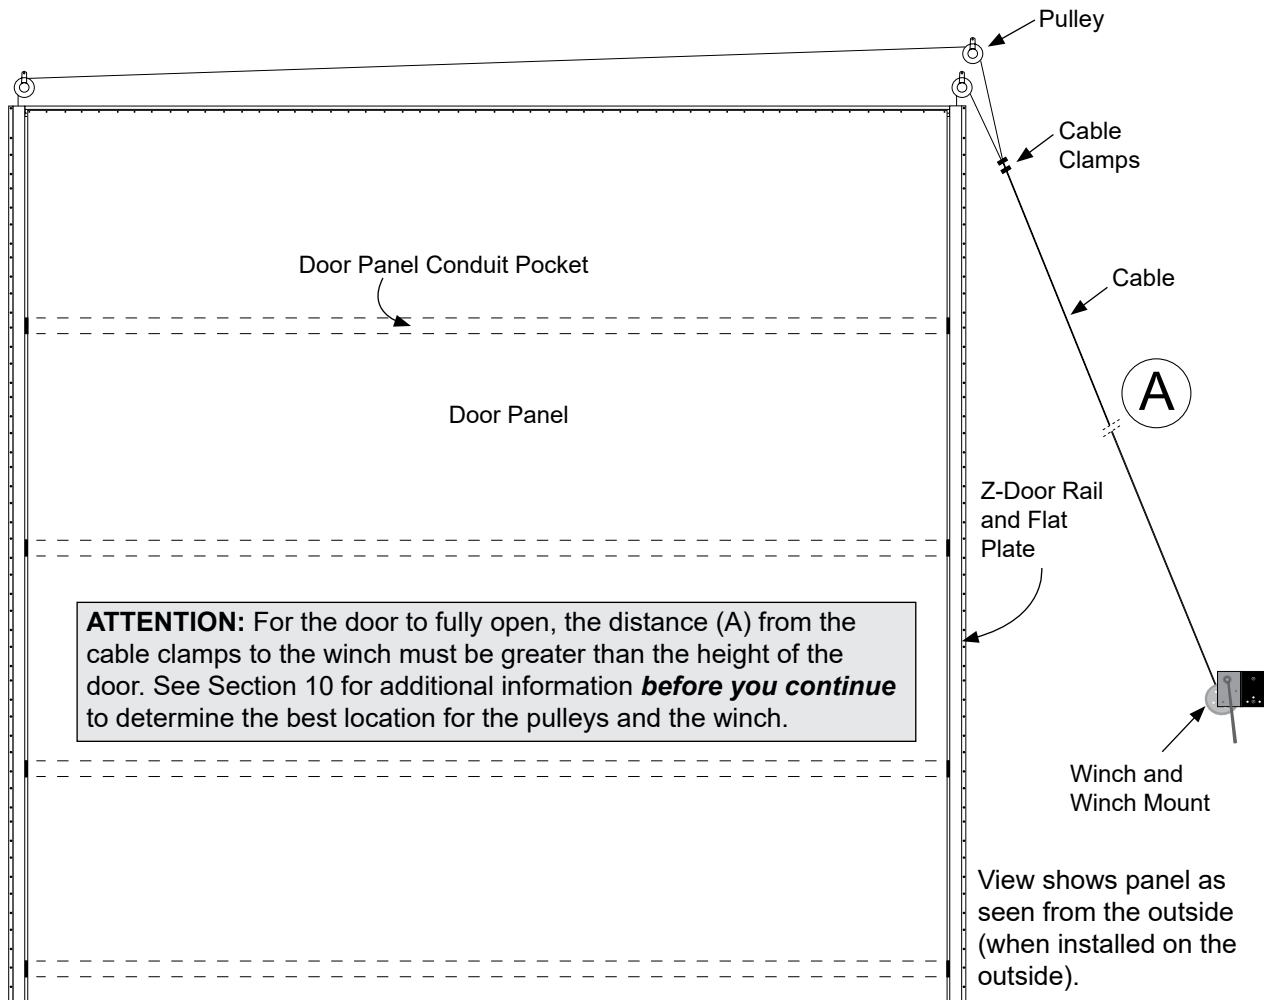 Pulley
Cable
Clamps
Door Panel Conduit Pocket
Cable
A
Door Panel
Z-Door Rail
and Flat
Plate
ATTENTION: For the door to fully open, the distance (A) from the
cable clamps to the winch must be greater than the height of the
door. See Section 10 for additional information before you continue
to determine the best location for the pulleys and the winch.
Winch and
Winch Mount
View shows panel as
seen from the outside
(when installed on the
outside).